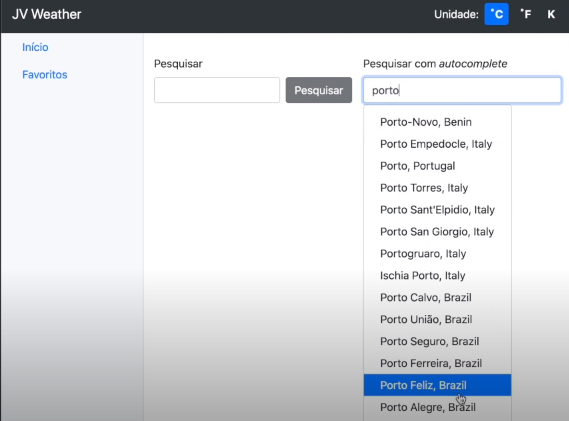 JV Weather
Unidade: °C °F K
Início
Favoritos
Pesquisar
Pesquisar
Pesquisar com autocomplete
porto
Porto-Novo, Benin
Porto Empedocle, Italy
Porto, Portugal
Porto Torres, Italy
Porto Sant'Elpidio, Italy
Porto San Giorgio, Italy
Portogruaro, Italy
Ischia Porto, Italy
Porto Calvo, Brazil
Porto União, Brazil
Porto Seguro, Brazil
Porto Ferreira, Brazil
Porto Feliz, Brazil
Porto Alegre, Brazil